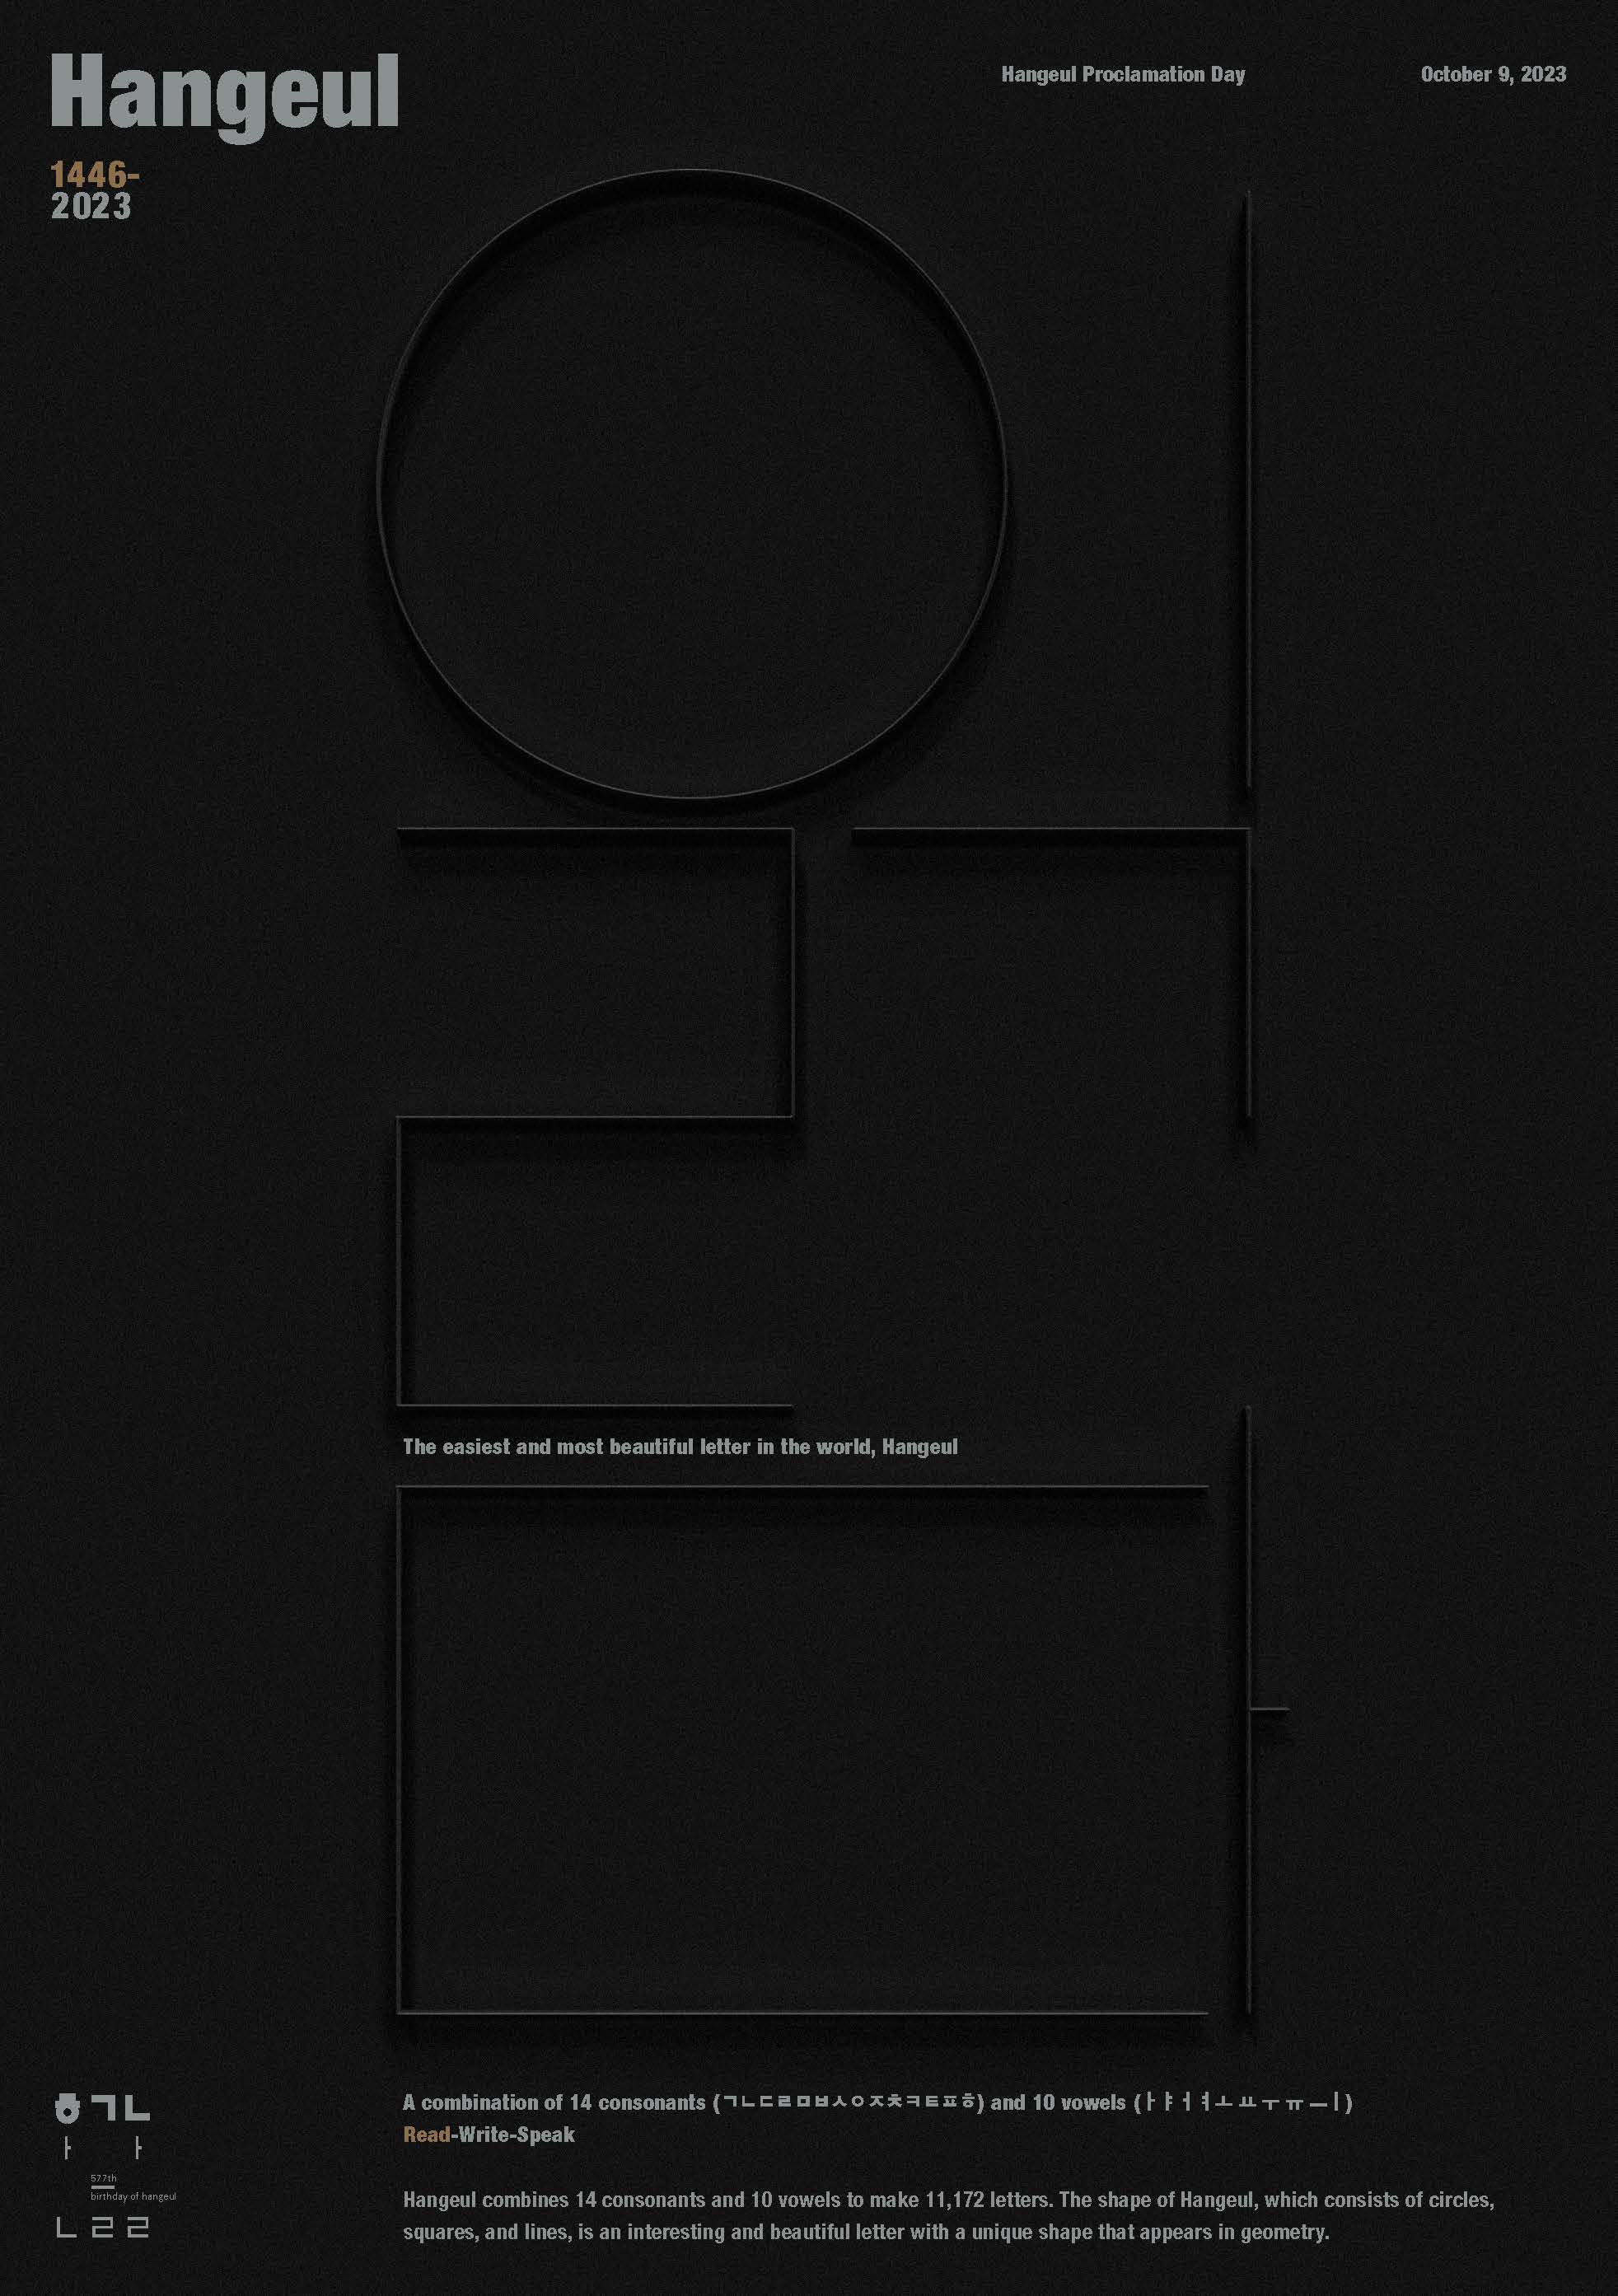 Hangeul
1446-
2023
Hangeul Proclamation Day
October 9, 2023
읽
The easiest and most beautiful letter in the world, Hangeul
다
A combination of 14 consonants (ㄱㄴㄷㄹㅁㅂㅅㅇㅈㅊㅋㅌㅍㅎ) and 10 vowels (ㅏㅑㅓㅕㅗㅛㅜㅠㅡㅣ)
Read-Write-Speak
Hangeul combines 14 consonants and 10 vowels to make 11,172 letters. The shape of Hangeul, which consists of circles,
squares, and lines, is an interesting and beautiful letter with a unique shape that appears in geometry.
ㅎㄱㄴ
ㅏ ㅏ
577th
birthday of hangeul
ㄴㄹㄹ